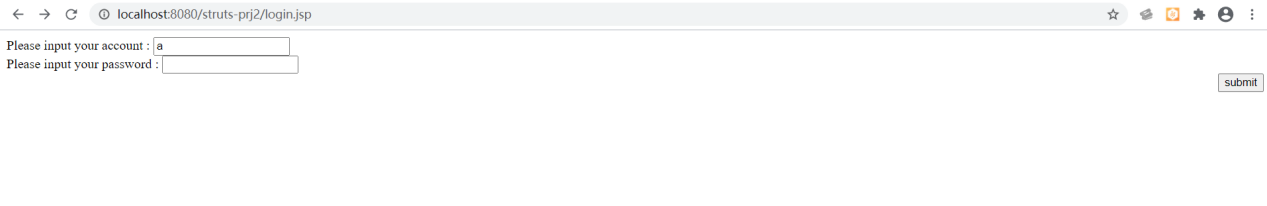 localhost:8080/struts-prj2/login.jsp
Please input your account : a
Please input your password :
submit